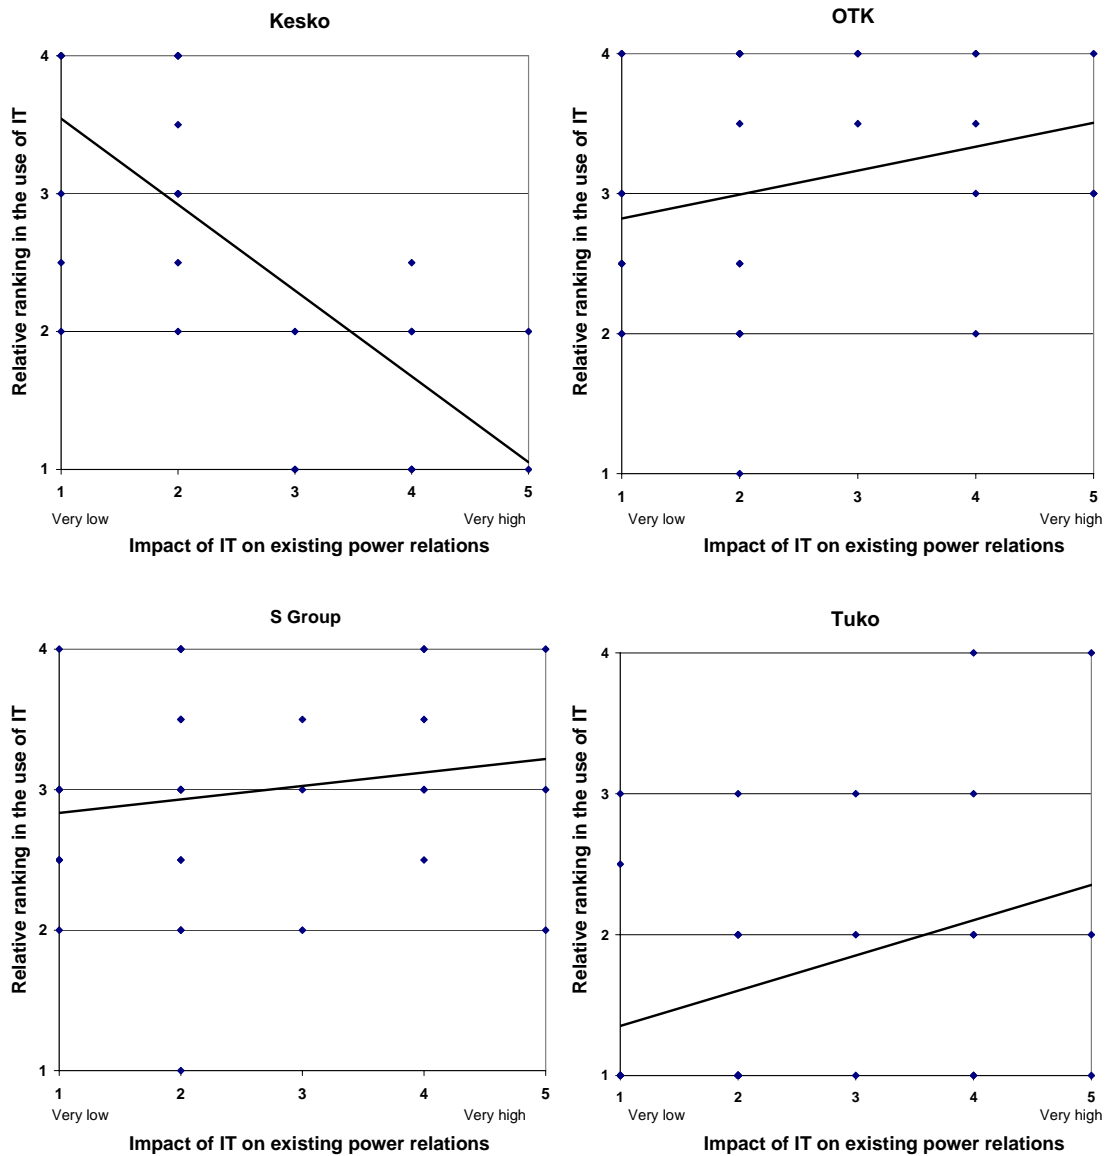 Kesko
Relative ranking in the use of IT
4
3
2
1
1 2 3 4 5
Very low Very high
Impact of IT on existing power relations
OTK
Relative ranking in the use of IT
4
3
2
1
1 2 3 4 5
Very low Very high
Impact of IT on existing power relations
S Group
Relative ranking in the use of IT
4
3
2
1
1 2 3 4 5
Very low Very high
Impact of IT on existing power relations
Tuko
Relative ranking in the use of IT
4
3
2
1
1 2 3 4 5
Very low Very high
Impact of IT on existing power relations